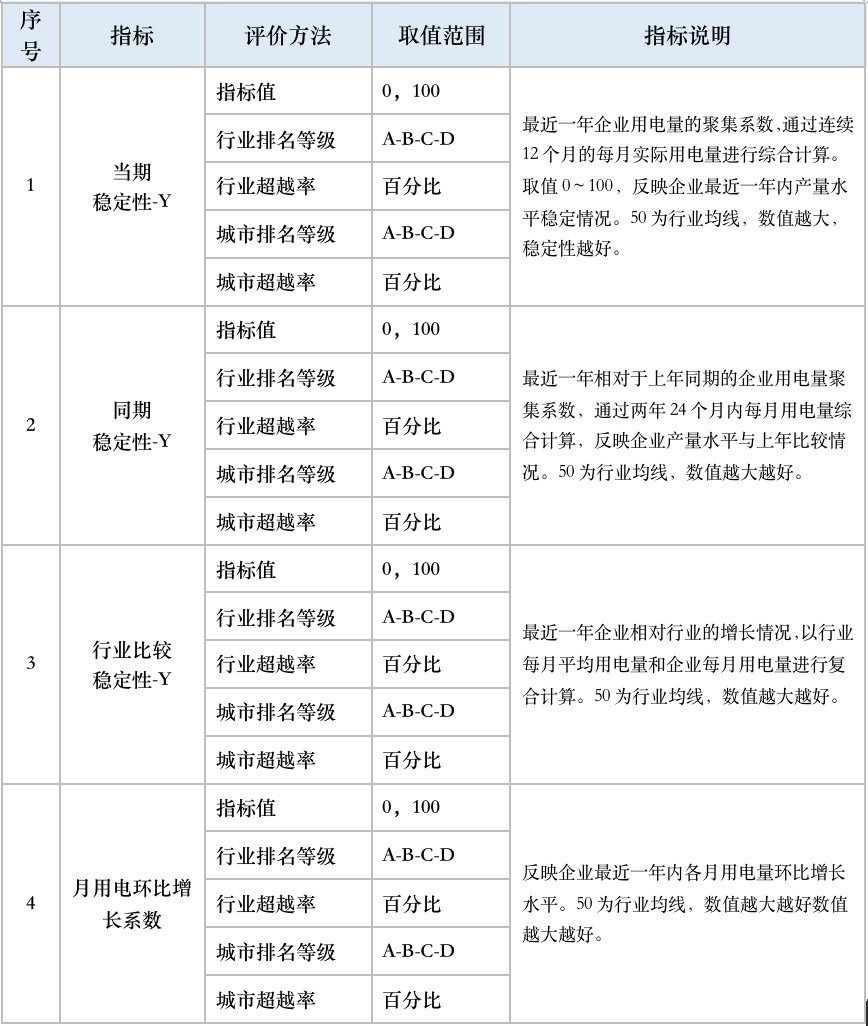 序号
指标
评价方法
取值范围
指标说明
1
当期
稳定性-Y
指标值
0，100
行业排名等级
A-B-C-D
行业超越率
百分比
城市排名等级
A-B-C-D
城市超越率
百分比
最近一年企业用电量的聚集系数，通过连续
12个月的每月实际用电量进行综合计算。
取值0~100，反映企业最近一年内产量水
平稳定情况。50为行业均线，数值越大，
稳定性越好。
2
同期
稳定性-Y
指标值
0，100
行业排名等级
A-B-C-D
行业超越率
百分比
城市排名等级
A-B-C-D
城市超越率
百分比
最近一年相对于上年同期的企业用电量聚
集系数，通过两年24个月内每月用电量综
合计算，反映企业产量水平与上年比较情
况。50为行业均线，数值越大越好。
3
行业比较
稳定性-Y
指标值
0，100
行业排名等级
A-B-C-D
行业超越率
百分比
城市排名等级
A-B-C-D
城市超越率
百分比
最近一年企业相对行业的增长情况，以行业
每月平均用电量和企业每月用电量进行复
合计算。50为行业均线，数值越大越好。
4
月用电环比增
长系数
指标值
0，100
行业排名等级
A-B-C-D
行业超越率
百分比
城市排名等级
A-B-C-D
城市超越率
百分比
反映企业最近一年内各月用电量环比增长
水平。50为行业均线，数值越大越好数值
越大越好。